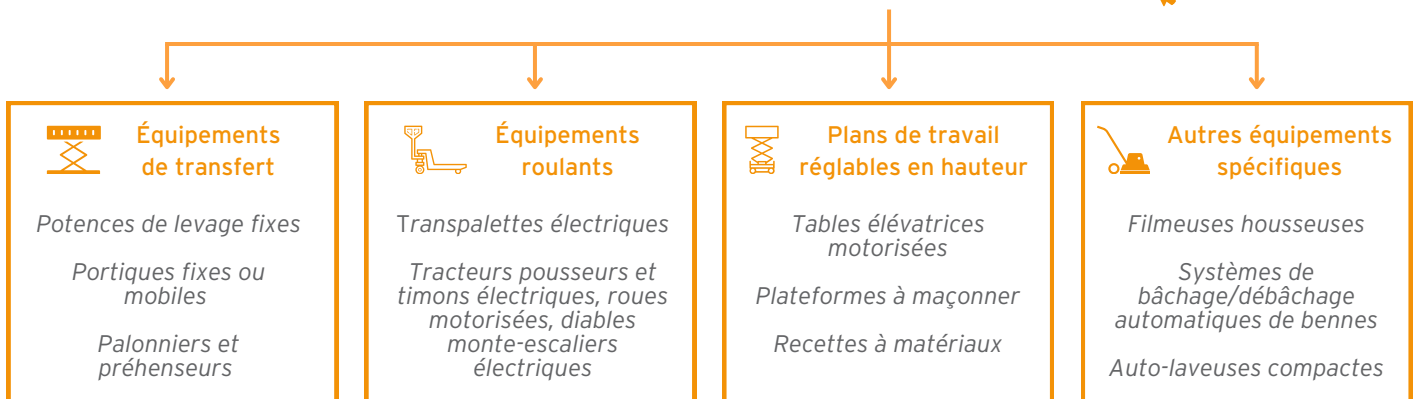 Équipements
de transfert
Potences de levage fixes
Portiques fixes ou
mobiles
Palonniers et
préhenseurs
Équipements
roulants
Transpalettes électriques
Tracteurs pousseurs et
timons électriques, roues
motorisées, diables
monte-escaliers
électriques
Plans de travail
réglables en hauteur
Tables élévatrices
motorisées
Plateformes à maçonner
Recettes à matériaux
Autres équipements
spécifiques
Filmeuses housseuses
Systèmes de
bâchage/débâchage
automatiques de bennes
Auto-laveuses compactes